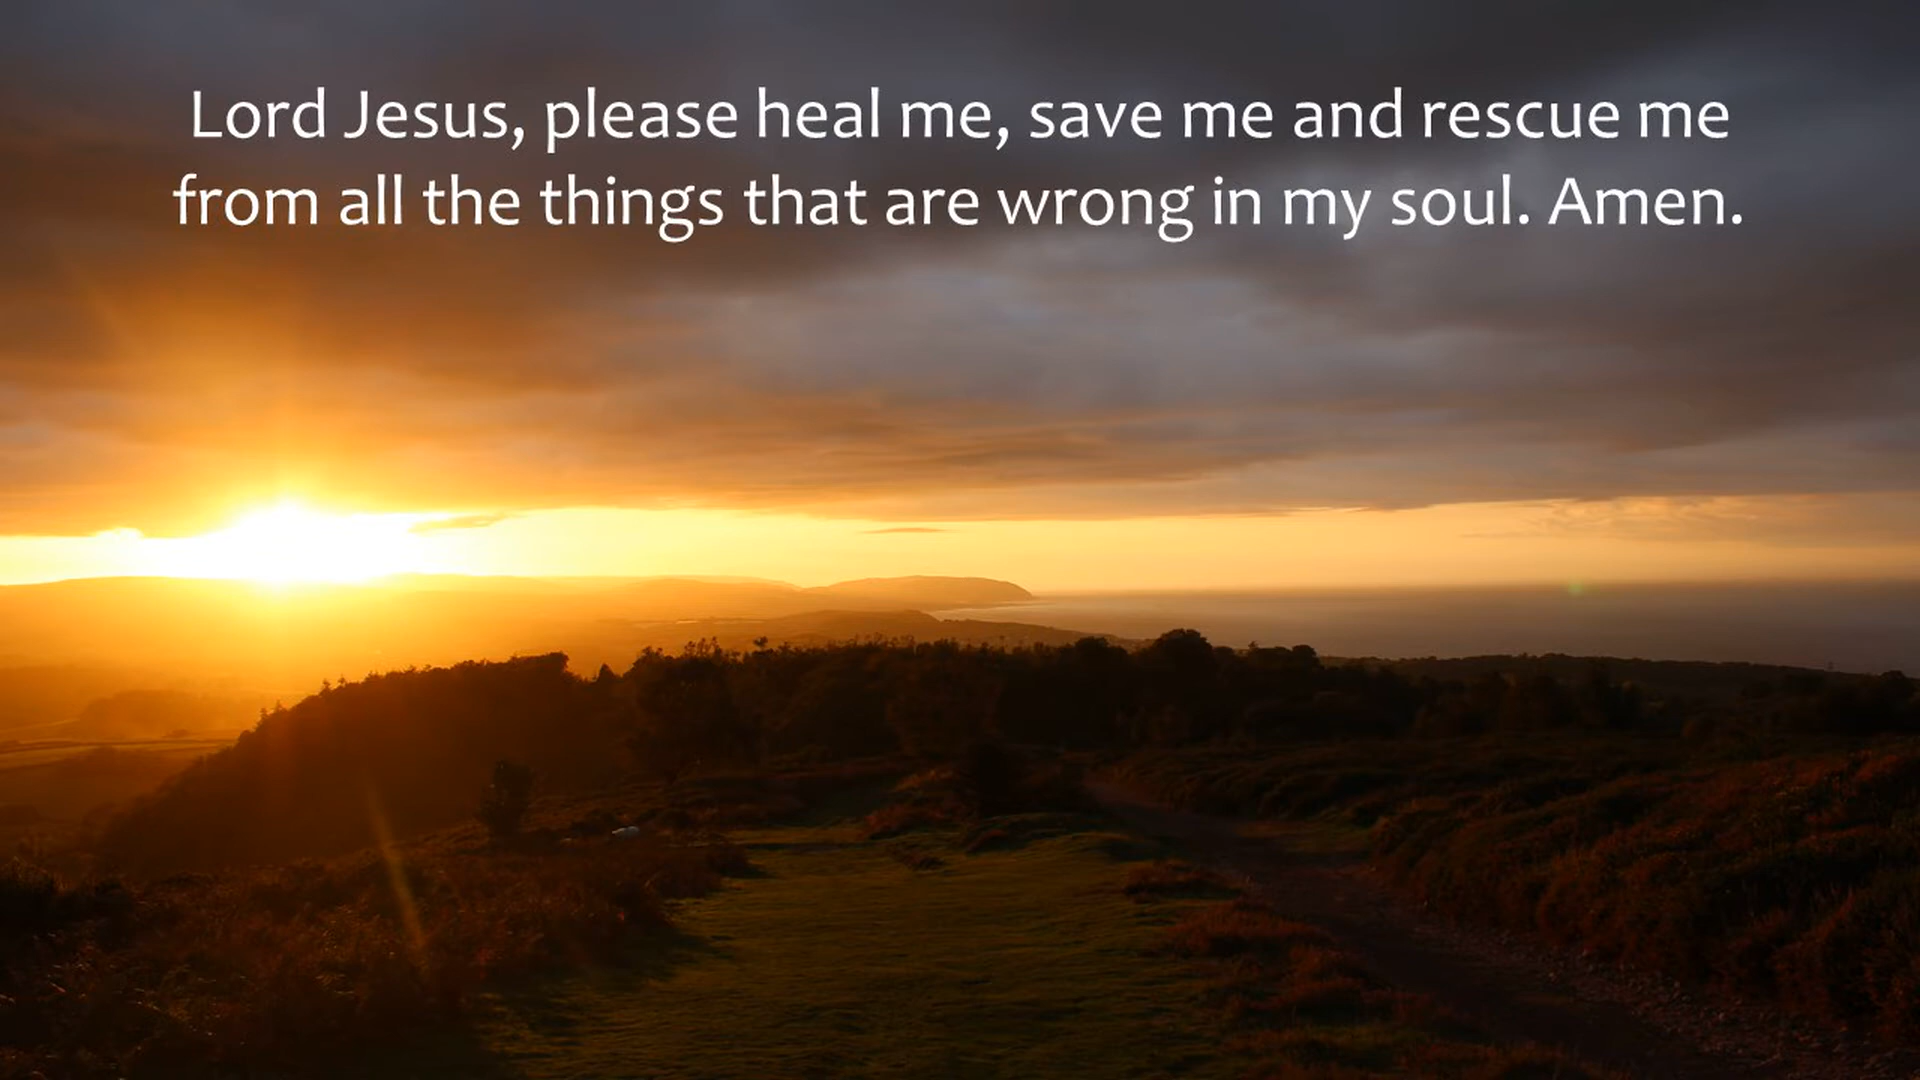 Lord Jesus, please heal me, save me and rescue me
from all the things that are wrong in my soul. Amen.